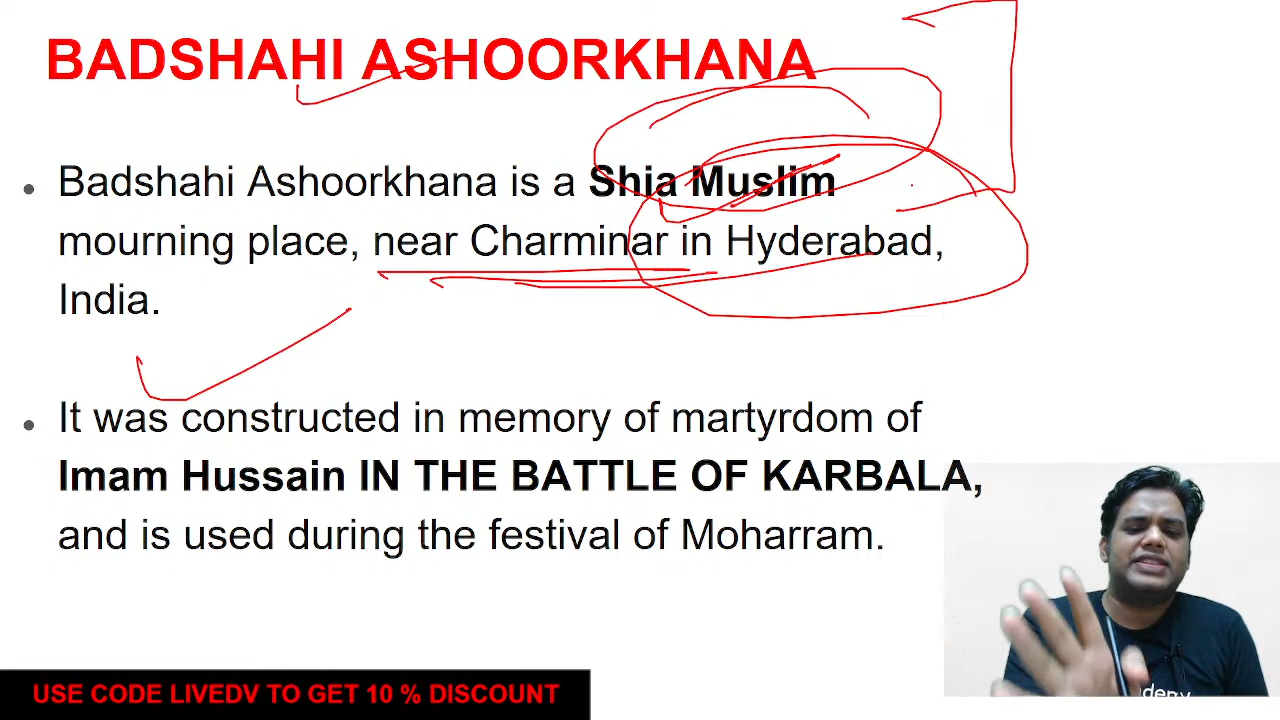 BADSHAHI ASHOORKHANA
• Badshahi Ashoorkhana is a Shia Muslim
mourning place, near Charminar in Hyderabad,
India.
• It was constructed in memory of martyrdom of
Imam Hussain IN THE BATTLE OF KARBALA,
and is used during the festival of Moharram.
USE CODE LIVEDV TO GET 10 % DISCOUNT